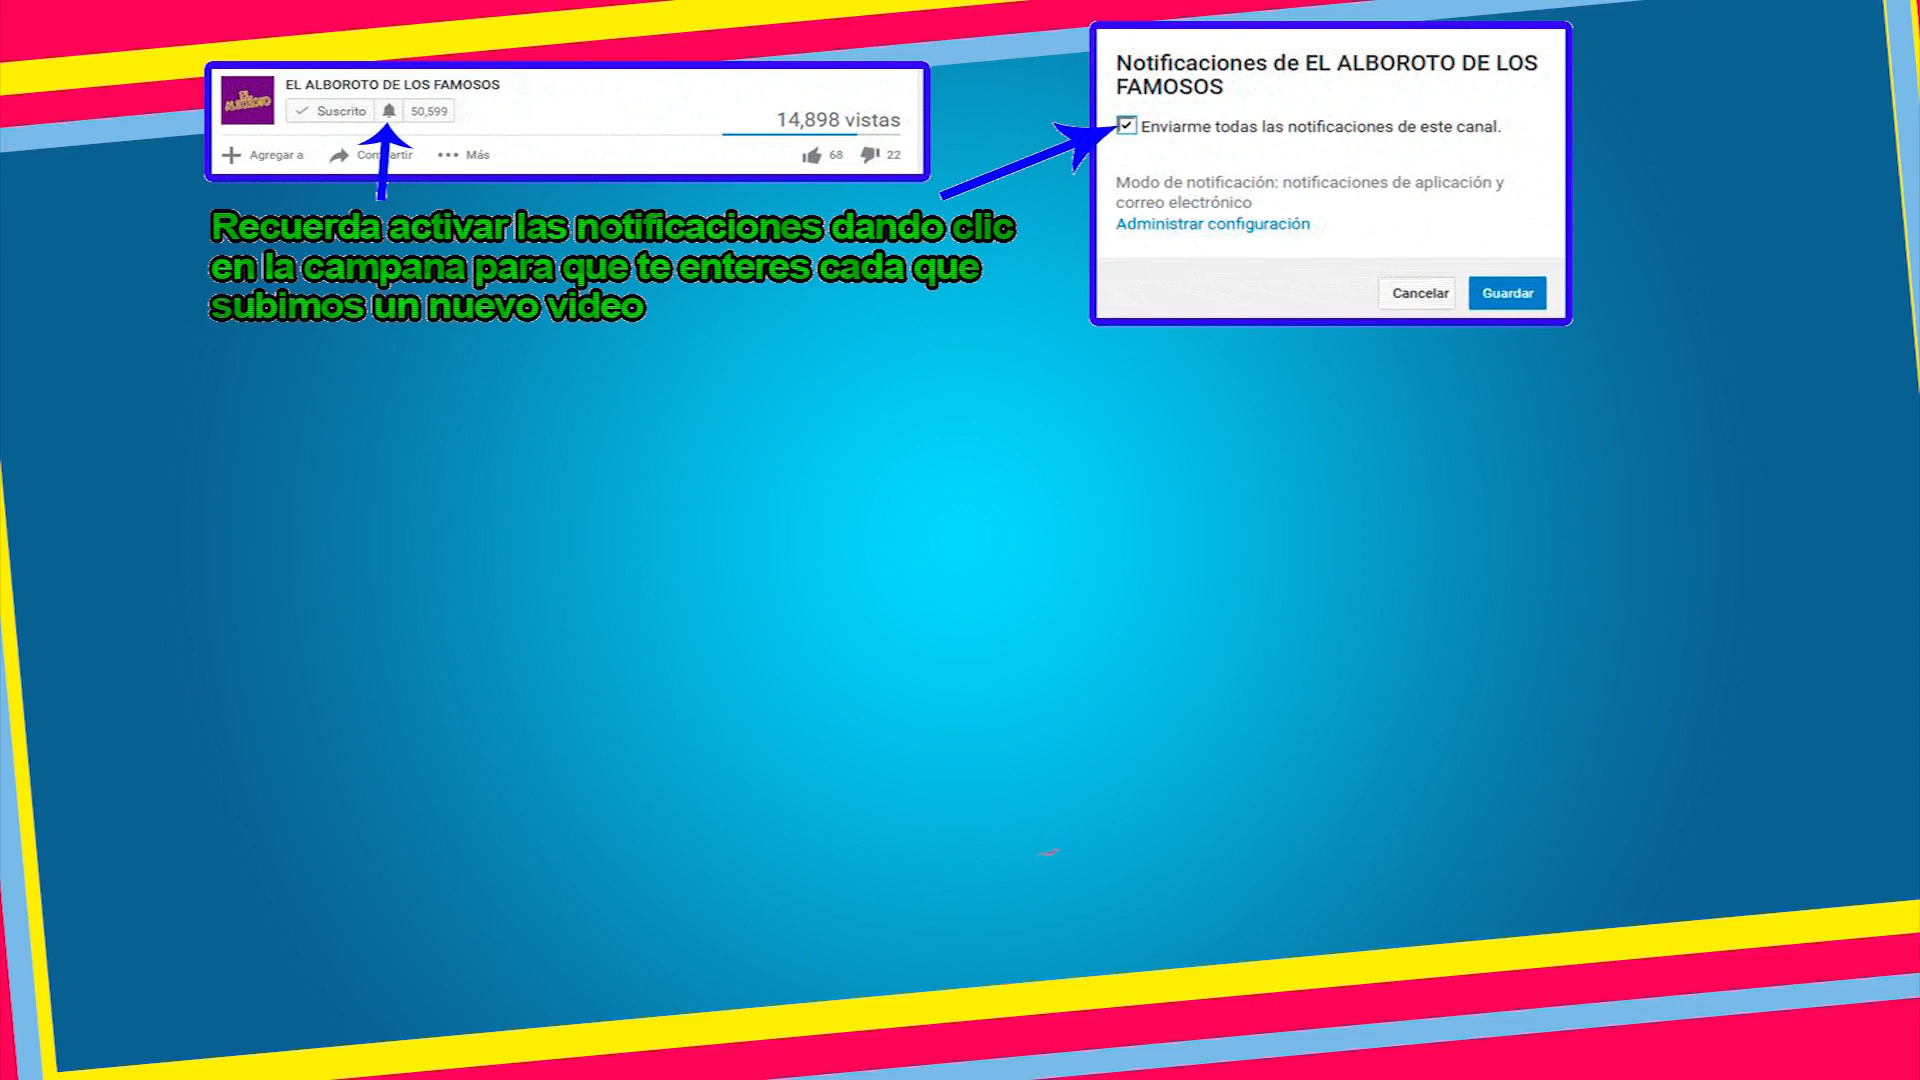 EL ALBOROTO
EL ALBOROTO DE LOS FAMOSOS
Suscrito 50,599
14,898 vistas
Agregar a Compartir Más 68 22
Recuerda activar las notificaciones dando clic
en la campana para que te enteres cada que
subimos un nuevo video
Notificaciones de EL ALBOROTO DE LOS
FAMOSOS
Enviarme todas las notificaciones de este canal.
Modo de notificación: notificaciones de aplicación y
correo electrónico
Administrar configuración
Cancelar Guardar